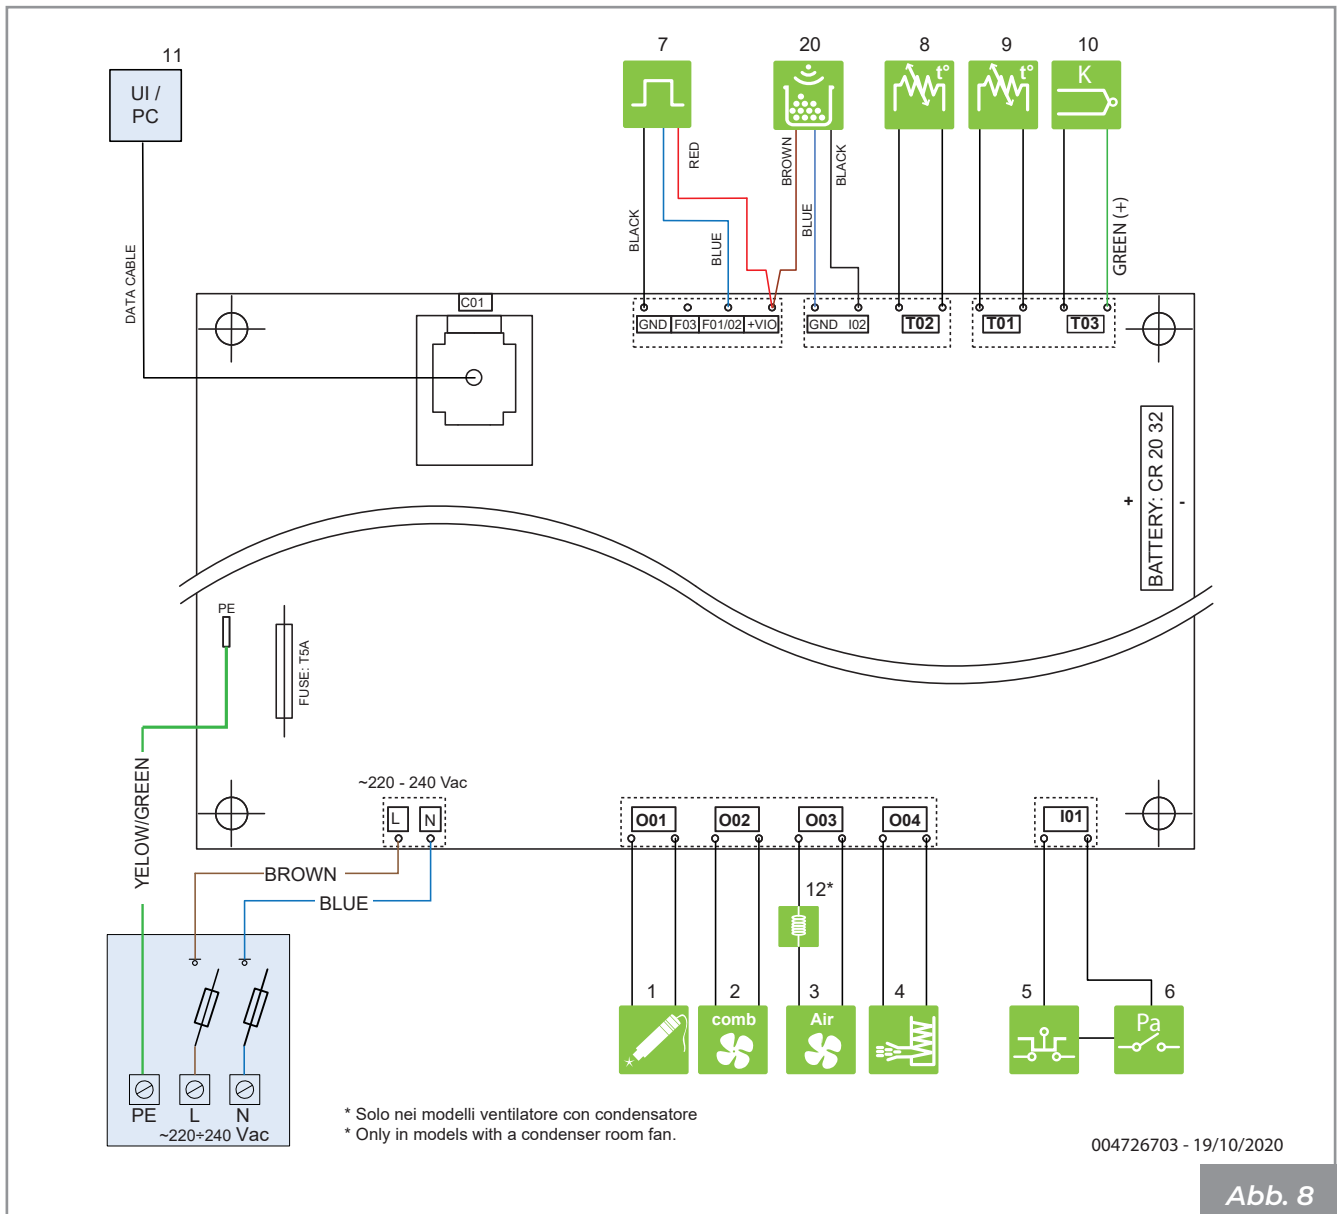 11
7
20
8
9
10
UI /
PC
t°
t°
K
RED
BROWN
BLACK
BLACK
BLUE
BLUE
GREEN (+)
DATA CABLE
C01
GND F03 F01/02 +VIO
GND I02
T02
T01
T03
BATTERY: CR 20 32
+
-
PE
FUSE: T5A
YELOW/GREEN
~220 - 240 Vac
L
N
O01
O02
O03
O04
I01
BROWN
BLUE
12*
1
2
3
4
5
6
comb
Air
Pa
PE
L
N
~220÷240 Vac
* Solo nei modelli ventilatore con condensatore
* Only in models with a condenser room fan.
004726703 - 19/10/2020
Abb. 8